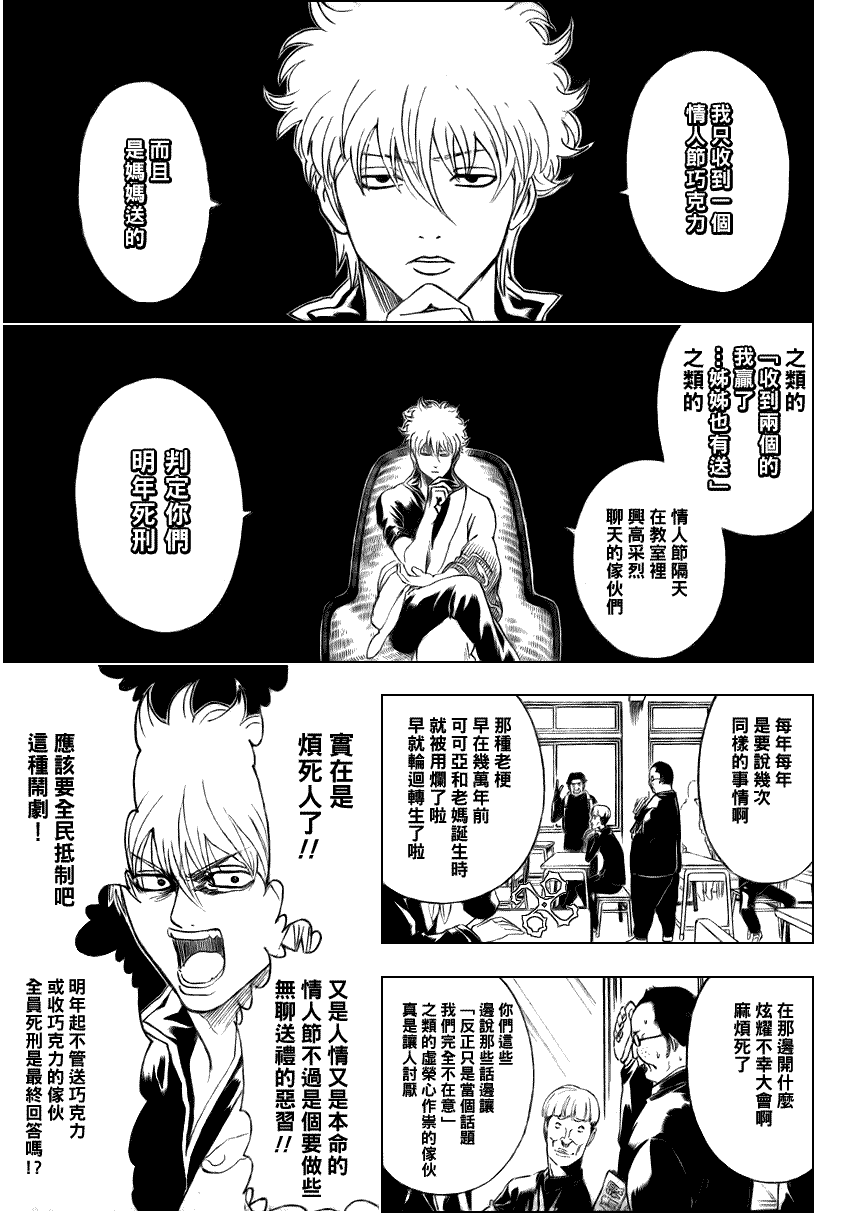 我只收到一個
情人節巧克力
而且
是媽媽送的
之類的
「收到兩個的
我贏了
…姊姊也有送」
之類的
情人節隔天
在教室裡
興高采烈
聊天的傢伙們
判定你們
明年死刑
每年每年
是要說幾次
同樣的事情啊
那種老梗
早在幾萬年前
可可亞和老媽誕生時
就被用爛了啦
早就輪迴轉生了啦
在那邊開什麼
炫耀不幸大會啊
麻煩死了
你們這些
邊說那些話邊讓
「反正只是當個話題
我們完全不在意」
之類的虛榮心作祟的傢伙
真是讓人討厭
實在是
煩死人了!!
應該要全民抵制吧
這種鬧劇！
又是人情又是本命的
情人節不過是個要做些
無聊送禮的惡習!!
明年起不管送巧克力
或收巧克力的傢伙
全員死刑是最終回答嗎!?